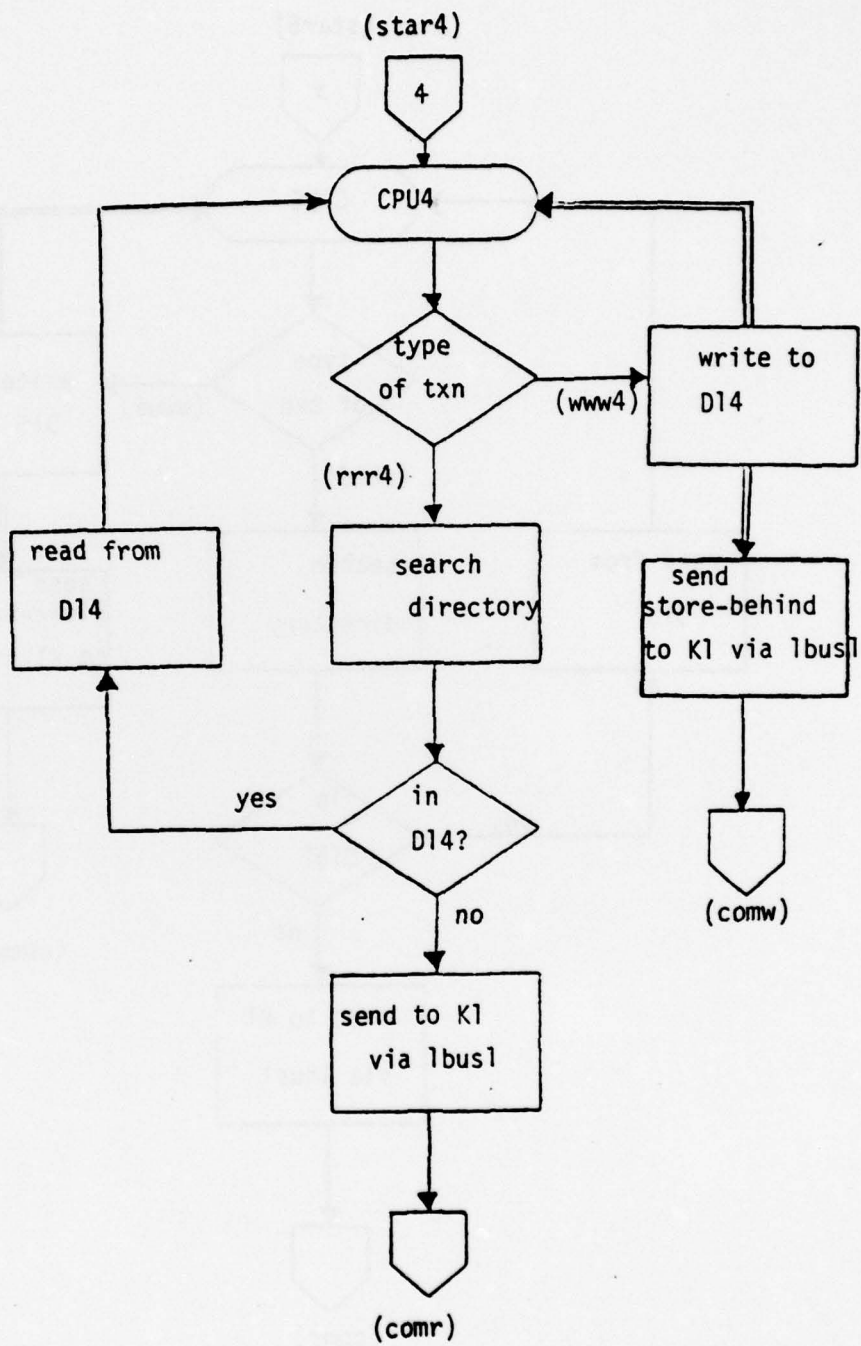 (star4)
4
CPU4
type
of txn
(www4)
write to
D14
(rrr4)
read from
D14
search
directory
send
store-behind
to K1 via lbus1
yes
in
D14?
no
(comw)
send to K1
via lbus1
(comr)